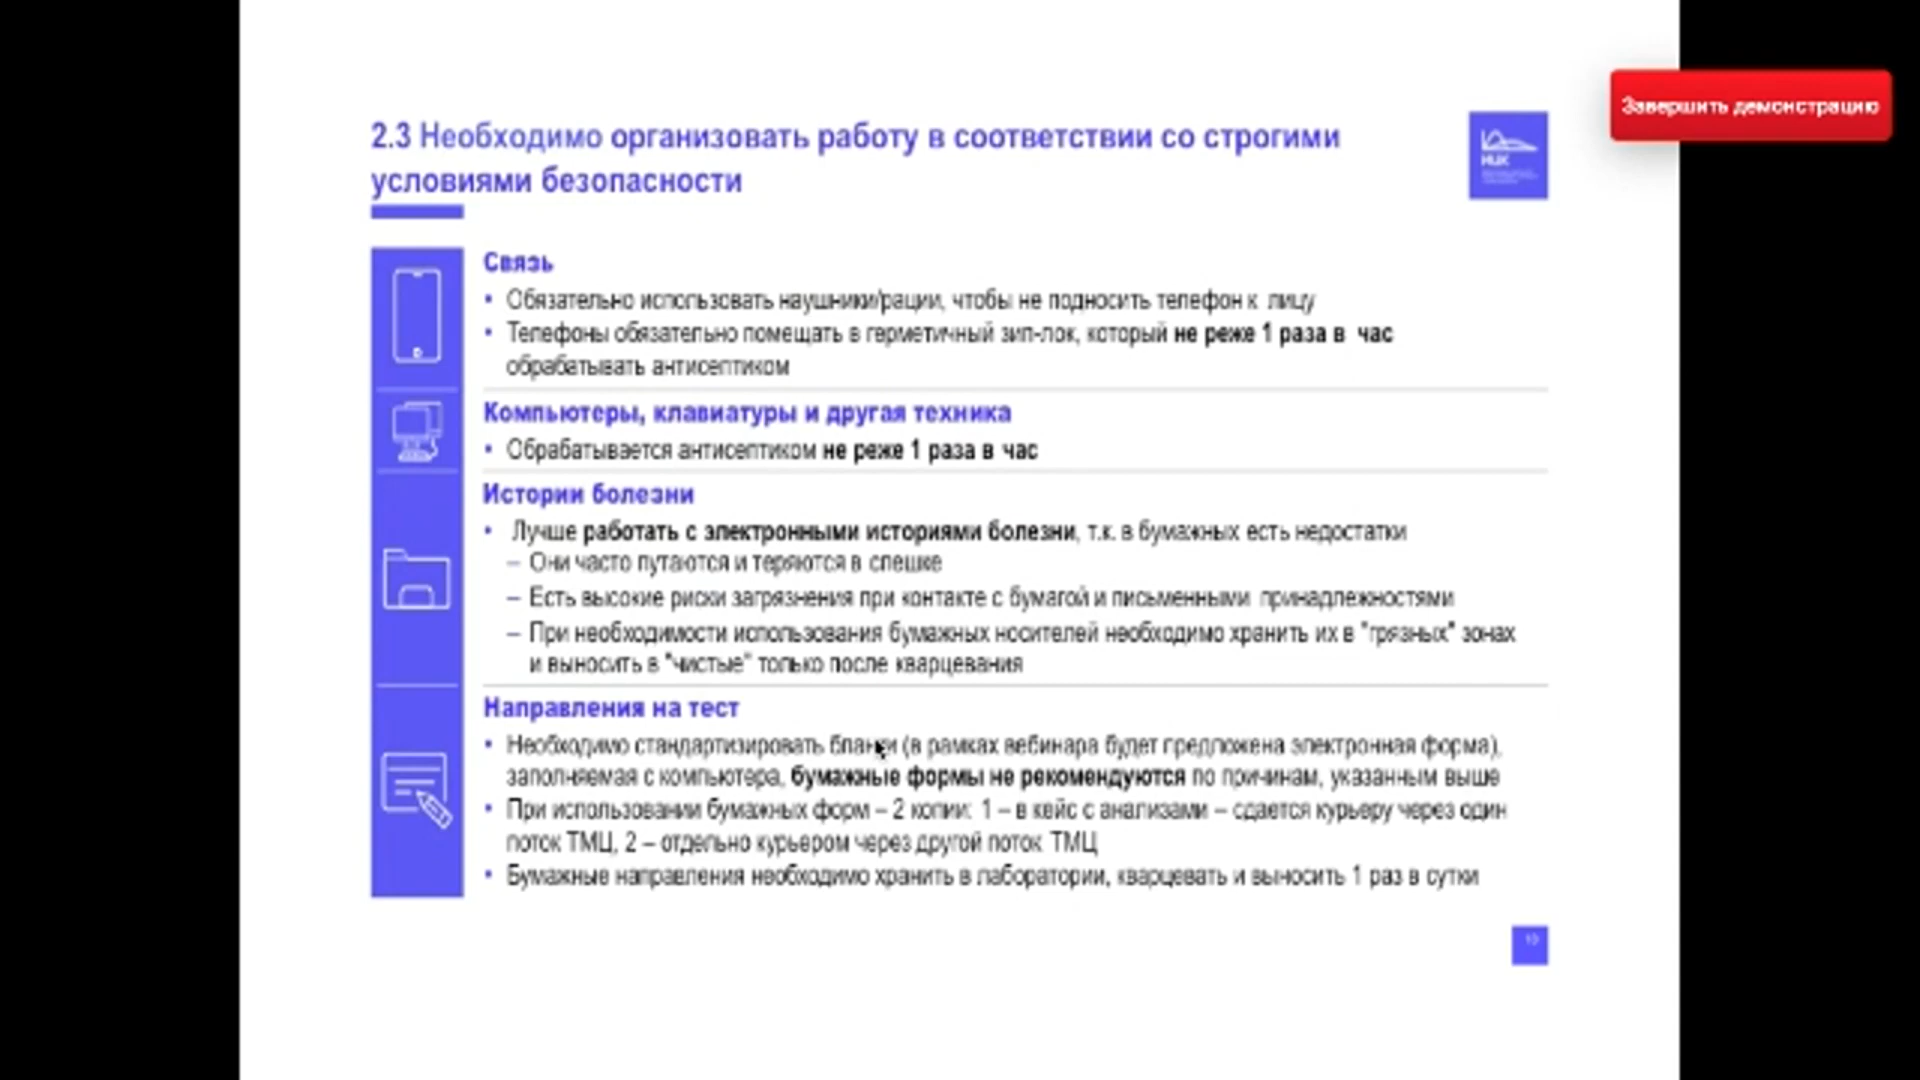 Завершить демонстрацию
2.3 Необходимо организовать работу в соответствии со строгими
условиями безопасности
НЦК
Связь
• Обязательно использовать наушники/рации, чтобы не подносить телефон к лицу
• Телефоны обязательно помещать в герметичный зип-лок, который не реже 1 раза в час
обрабатывать антисептиком
Компьютеры, клавиатуры и другая техника
• Обрабатывается антисептиком не реже 1 раза в час
Истории болезни
• Лучше работать с электронными историями болезни, т.к. в бумажных есть недостатки
– Они часто путаются и теряются в спешке
– Есть высокие риски загрязнения при контакте с бумагой и письменными принадлежностями
– При необходимости использования бумажных носителей необходимо хранить их в "грязных" зонах
и выносить в "чистые" только после кварцевания
Направления на тест
• Необходимо стандартизировать бланки (в рамках вебинара будет предложена электронная форма),
заполняемая с компьютера, бумажные формы не рекомендуются по причинам, указанным выше
• При использовании бумажных форм – 2 копии: 1 – в кейс с анализами – сдается курьеру через один
поток ТМЦ, 2 – отдельно курьером через другой поток ТМЦ
• Бумажные направления необходимо хранить в лаборатории, кварцевать и выносить 1 раз в сутки